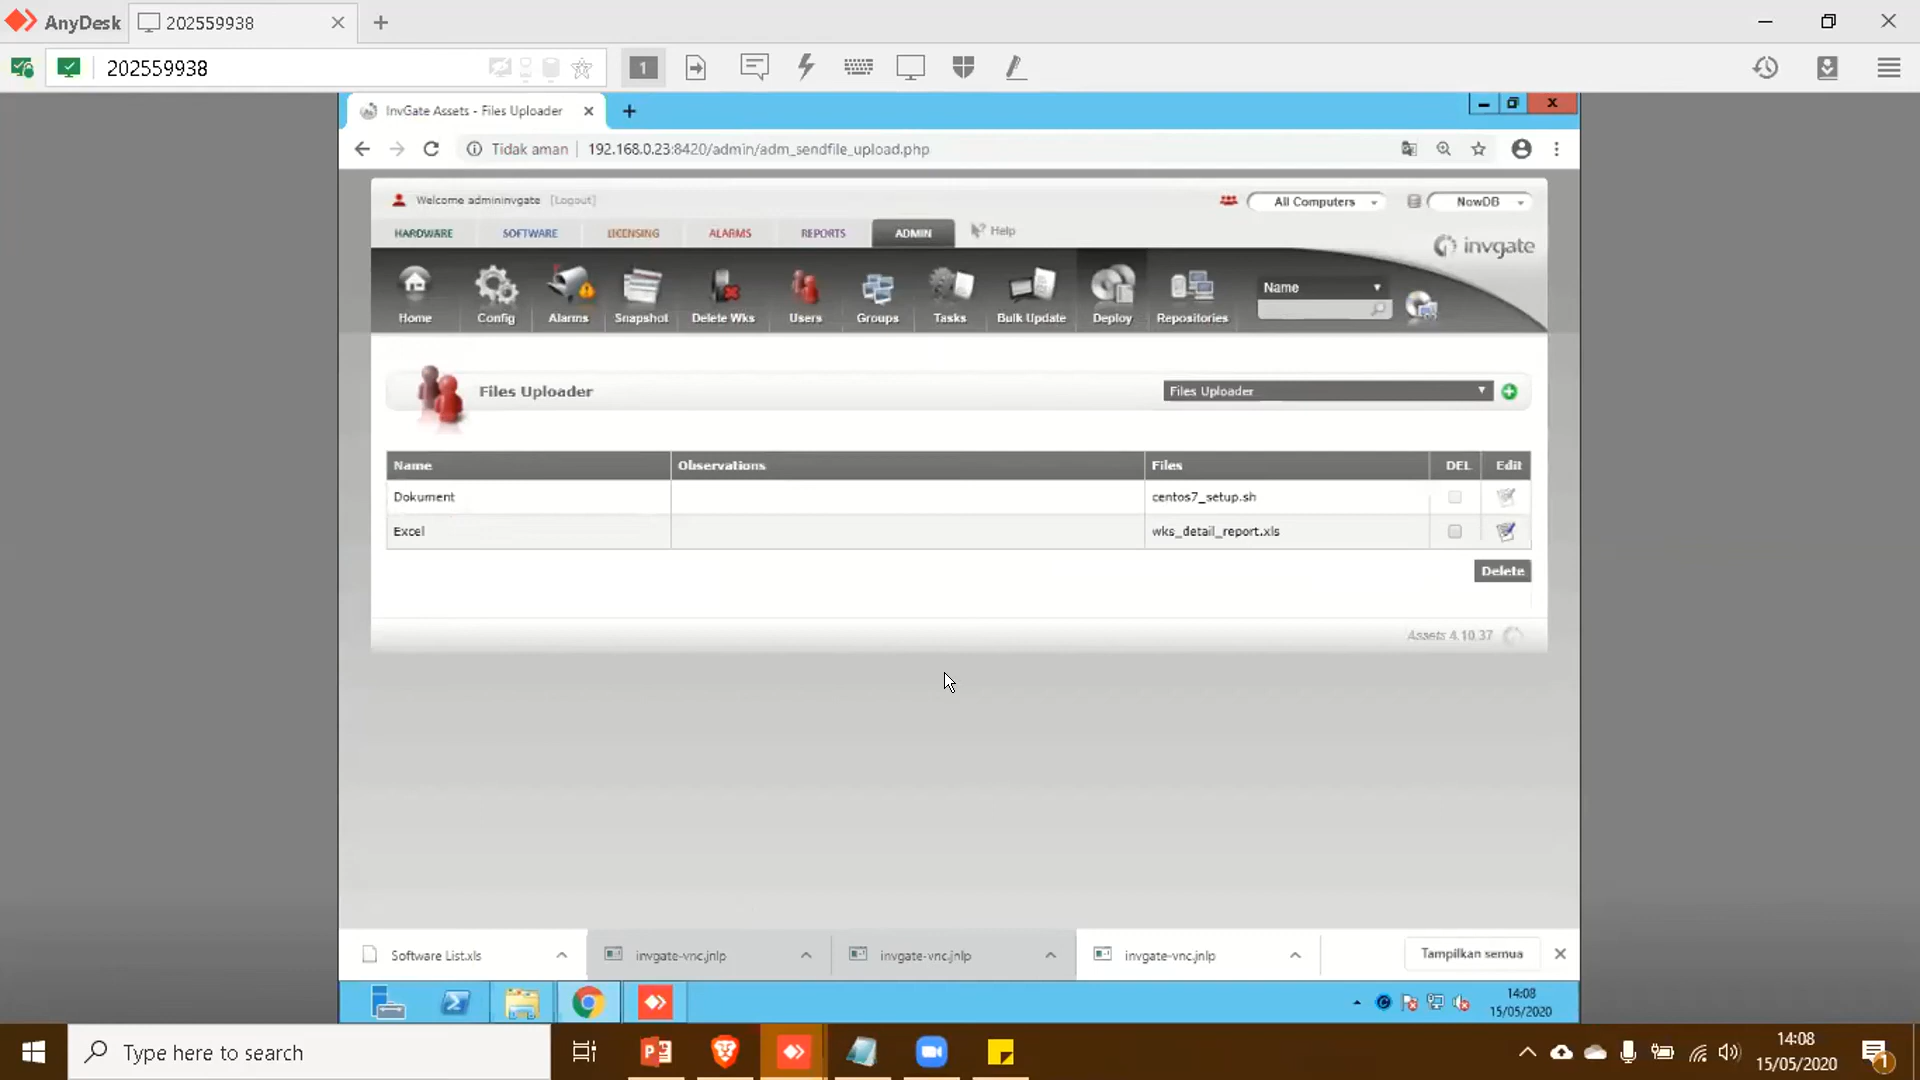 AnyDesk 202559938
202559938 1
InvGate Assets - Files Uploader
Tidak aman 192.168.0.23:8420/admin/adm_sendfile_upload.php
Welcome admininvgate [Logout] All Computers NowDB
HARDWARE SOFTWARE LICENSING ALARMS REPORTS ADMIN Help
invgate
Name
Home Config Alarms Snapshot Delete Wks Users Groups Tasks Bulk Update Deploy Repositories
Files Uploader Files Uploader
Name Observations Files DEL Edit
Dokument centos7_setup.sh
Excel wks_detail_report.xls
Delete
Assets 4.10.37
Software List.xls invgate-vnc.jnlp invgate-vnc.jnlp invgate-vnc.jnlp Tampilkan semua
14:08
15/05/2020
Type here to search
14:08
15/05/2020
1